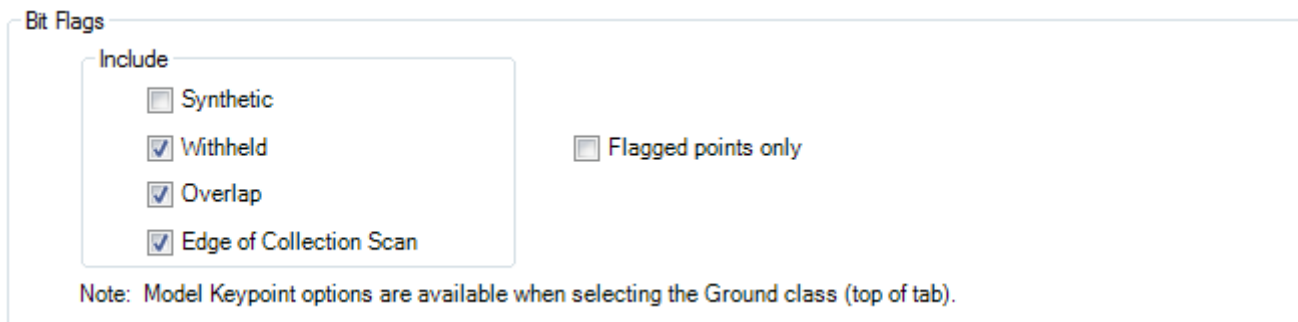 Bit Flags
Include
Synthetic
Withheld
Flagged points only
Overlap
Edge of Collection Scan
Note: Model Keypoint options are available when selecting the Ground class (top of tab).